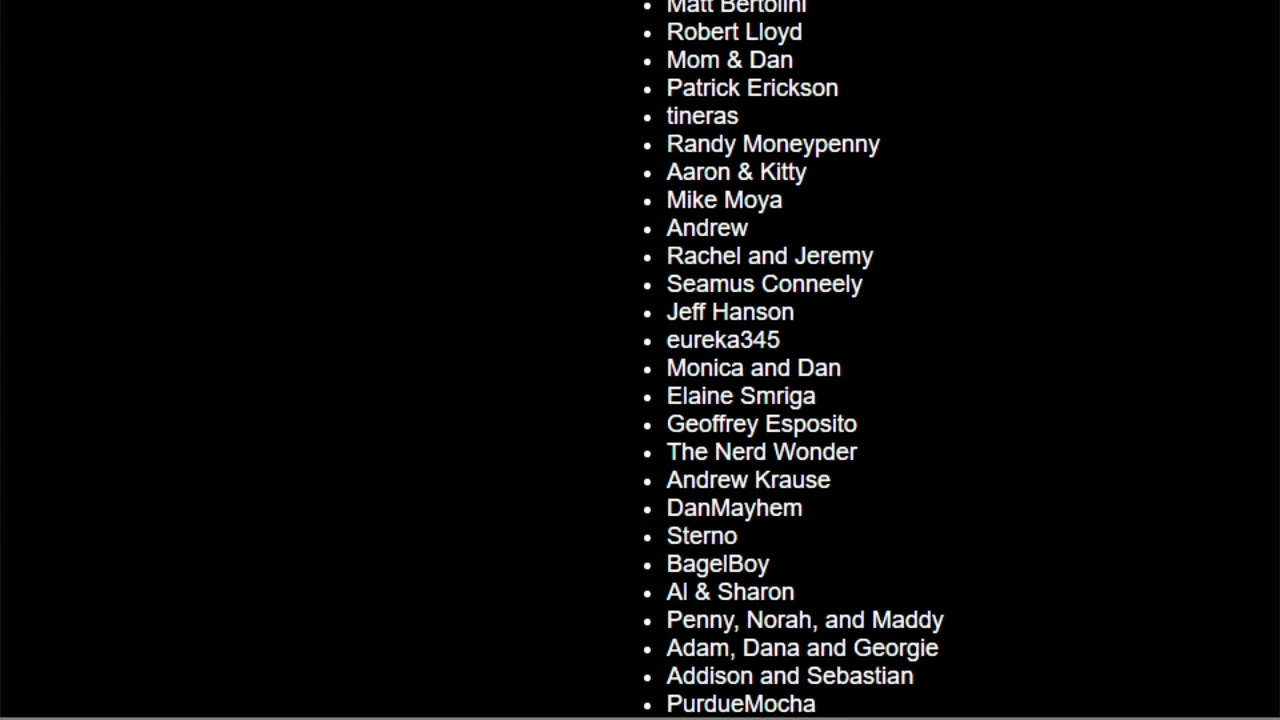 • Matt Bertolini
• Robert Lloyd
• Mom & Dan
• Patrick Erickson
• tineras
• Randy Moneypenny
• Aaron & Kitty
• Mike Moya
• Andrew
• Rachel and Jeremy
• Seamus Conneely
• Jeff Hanson
• eureka345
• Monica and Dan
• Elaine Smriga
• Geoffrey Esposito
• The Nerd Wonder
• Andrew Krause
• DanMayhem
• Sterno
• BagelBoy
• Al & Sharon
• Penny, Norah, and Maddy
• Adam, Dana and Georgie
• Addison and Sebastian
• PurdueMocha